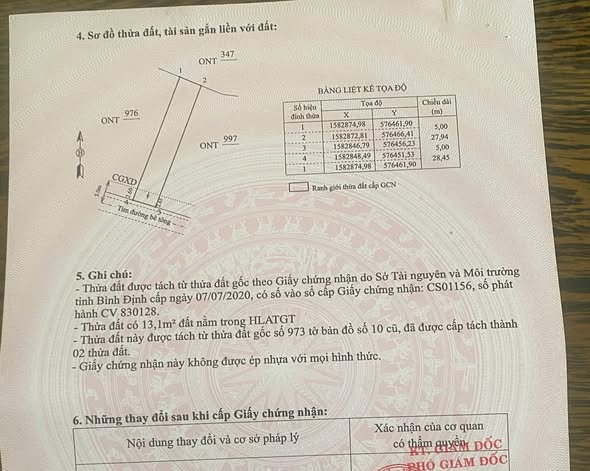 4. Sơ đồ thửa đất, tài sản gắn liền với đất:
ONT 347
1
2
ONT 976
ONT 997
CGXD
4
3
Tim đường bê tông
BẢNG LIỆT KÊ TỌA ĐỘ
Số hiệu đỉnh thửa Tọa độ Chiều dài (m)
X Y
1 1582874,98 576461,90
5,00
2 1582872,81 576466,41
27,94
3 1582846,79 576456,23
5,00
4 1582848,49 576451,53
28,45
1 1582874,98 576461,90
Ranh giới thửa đất cấp GCN
5. Ghi chú:
- Thửa đất được tách từ thửa đất gốc theo Giấy chứng nhận do Sở Tài nguyên và Môi trường
tỉnh Bình Định cấp ngày 07/07/2020, có số vào sổ cấp Giấy chứng nhận: CS01156, số phát
hành CV 830128.
- Thửa đất có 13,1m² đất nằm trong HLATGT
- Thửa đất này được tách từ thửa đất gốc số 973 tờ bản đồ số 10 cũ, đã được cấp tách thành
02 thửa đất.
- Giấy chứng nhận này không được ép nhựa với mọi hình thức.
6. Những thay đổi sau khi cấp Giấy chứng nhận:
Nội dung thay đổi và cơ sở pháp lý
Xác nhận của cơ quan
có thẩm quyền
KT. GIÁM ĐỐC
PHÓ GIÁM ĐỐC